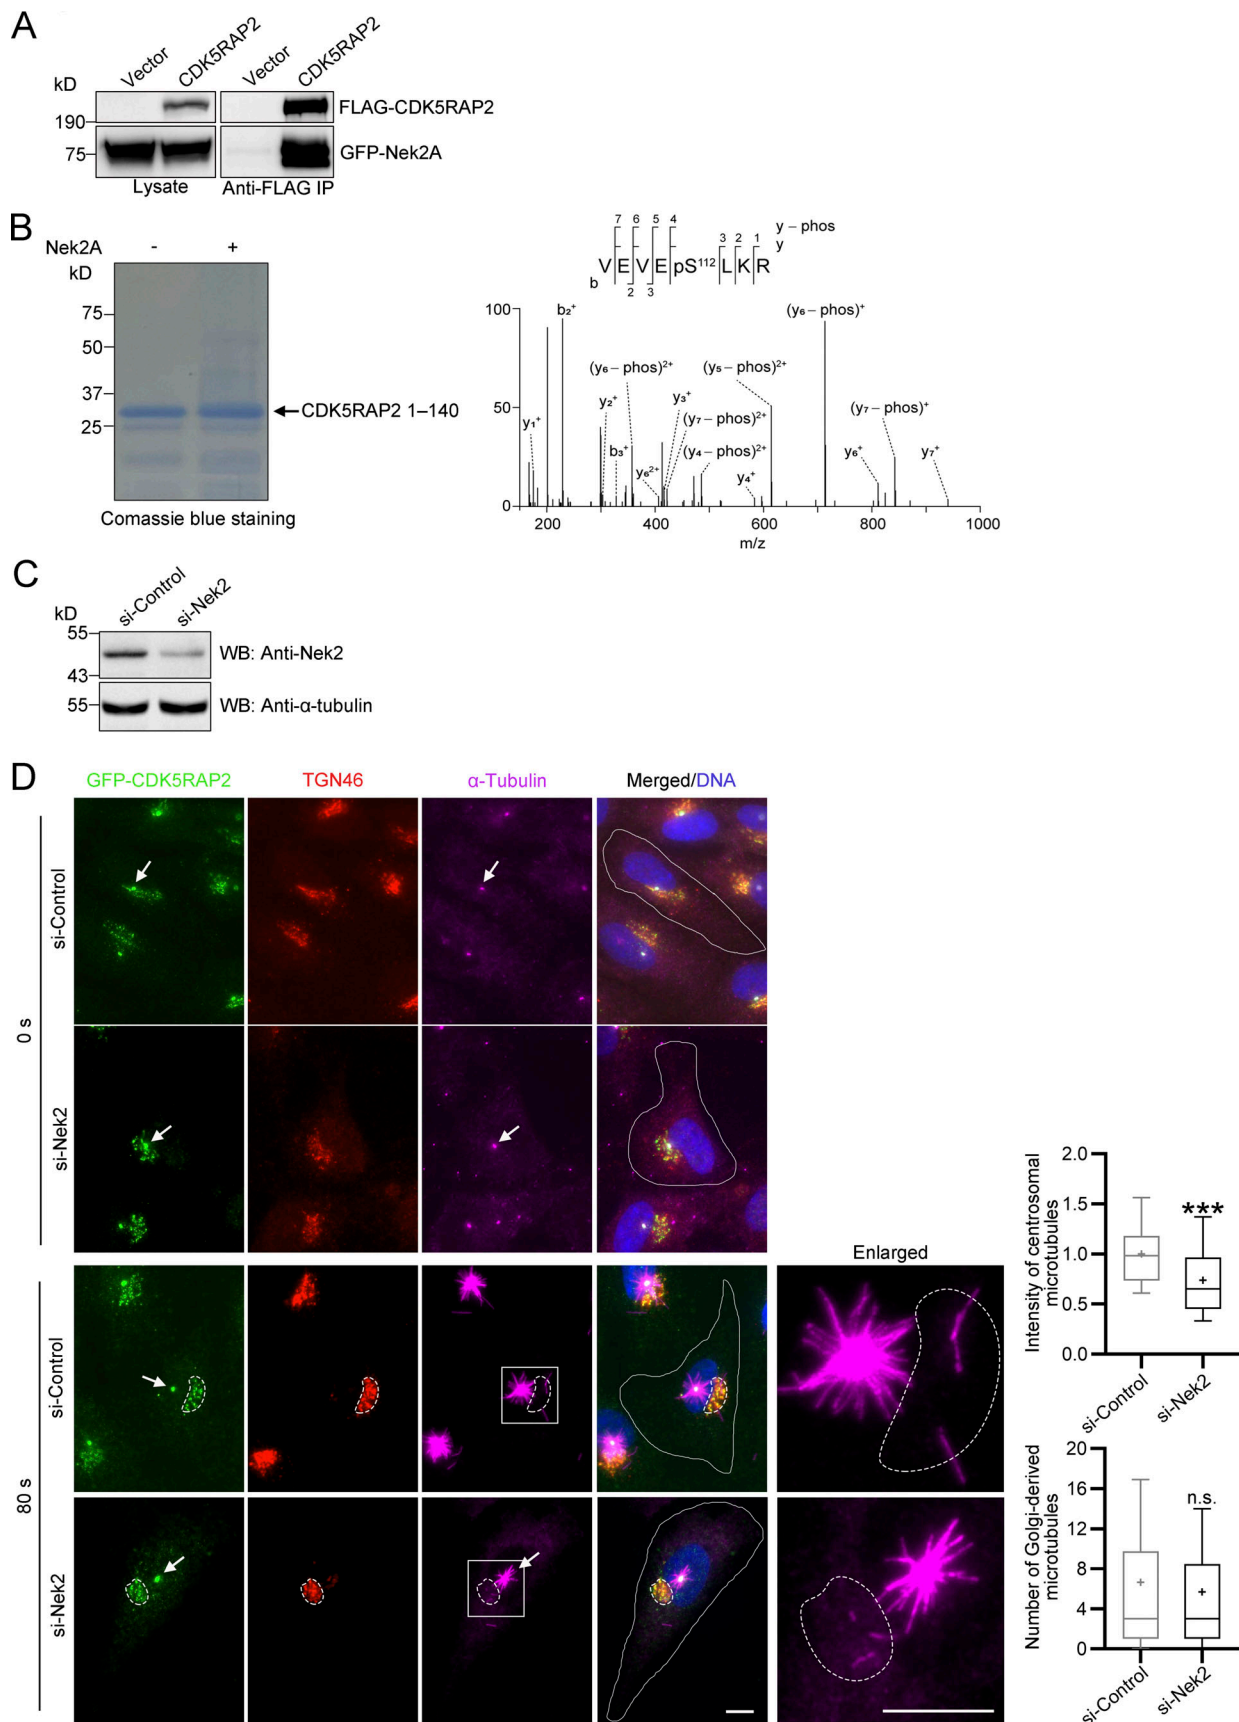 A
Vector
CDK5RAP2
Vector
CDK5RAP2
kD
190
75
FLAG-CDK5RAP2
GFP-Nek2A
Lysate
Anti-FLAG IP
B
Nek2A - +
kD
75
50
37
25
CDK5RAP2 1–140
Comassie blue staining
7 6 5 4
3 2 1
y – phos
y
V E V E pS¹¹² L K R
b
2 3
100
50
0
y₁⁺
b₂⁺
(y₆ – phos)²⁺
y₂⁺
b₃⁺
y₆²⁺
y₃⁺
(y₇ – phos)²⁺
(y₄ – phos)²⁺
(y₅ – phos)²⁺
y₄⁺
(y₆ – phos)⁺
(y₇ – phos)⁺
y₆⁺
y₇⁺
200 400 600 800 1000
m/z
C
kD
si-Control
si-Nek2
55
43
55
WB: Anti-Nek2
WB: Anti-α-tubulin
D
GFP-CDK5RAP2
TGN46
α-Tubulin
Merged/DNA
0 s
si-Control
si-Nek2
80 s
si-Control
si-Nek2
Enlarged
Intensity of centrosomal
microtubules
2.0
1.5
1.0
0.5
0.0
***
si-Control
si-Nek2
Number of Golgi-derived
microtubules
20
16
12
8
4
0
n.s.
si-Control
si-Nek2